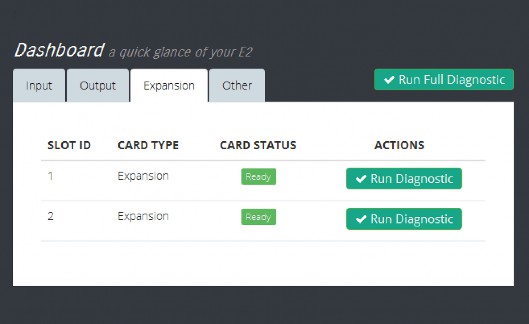 Dashboard a quick glance of your E2
Input Output Expansion Other Run Full Diagnostic
SLOT ID CARD TYPE CARD STATUS ACTIONS
1 Expansion Ready Run Diagnostic
2 Expansion Ready Run Diagnostic